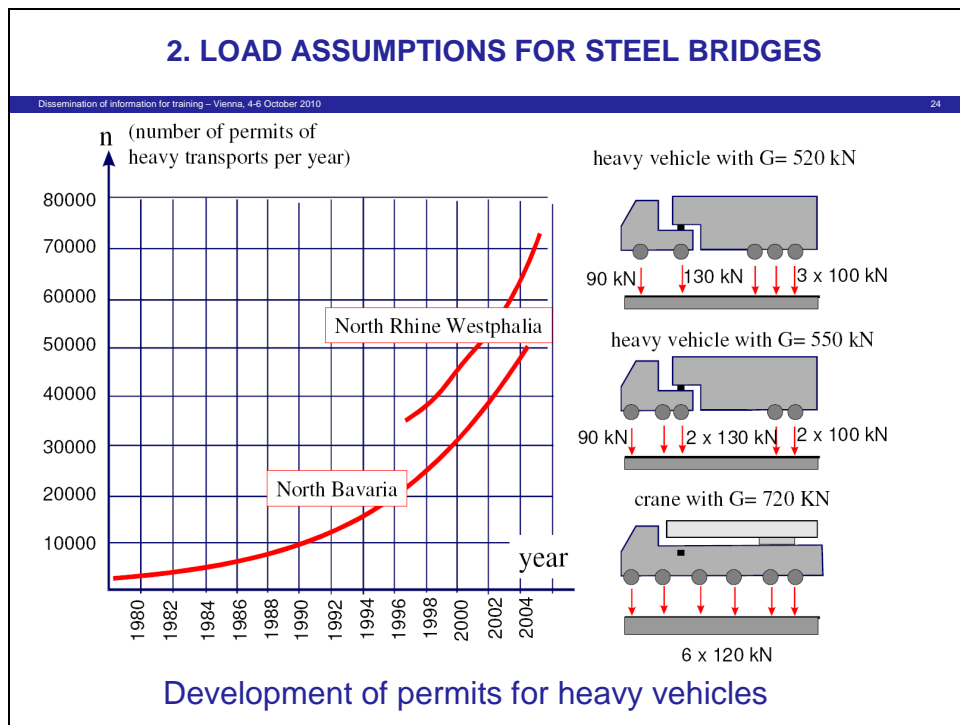 2. LOAD ASSUMPTIONS FOR STEEL BRIDGES
Dissemination of information for training – Vienna, 4-6 October 2010
24
n
(number of permits of
heavy transports per year)
80000
70000
60000
50000
40000
30000
20000
10000
North Rhine Westphalia
North Bavaria
year
1980
1982
1984
1986
1988
1990
1992
1994
1996
1998
2000
2002
2004
heavy vehicle with G= 520 kN
90 kN
130 kN
3 x 100 kN
heavy vehicle with G= 550 kN
90 kN
2 x 130 kN
2 x 100 kN
crane with G= 720 KN
6 x 120 kN
Development of permits for heavy vehicles